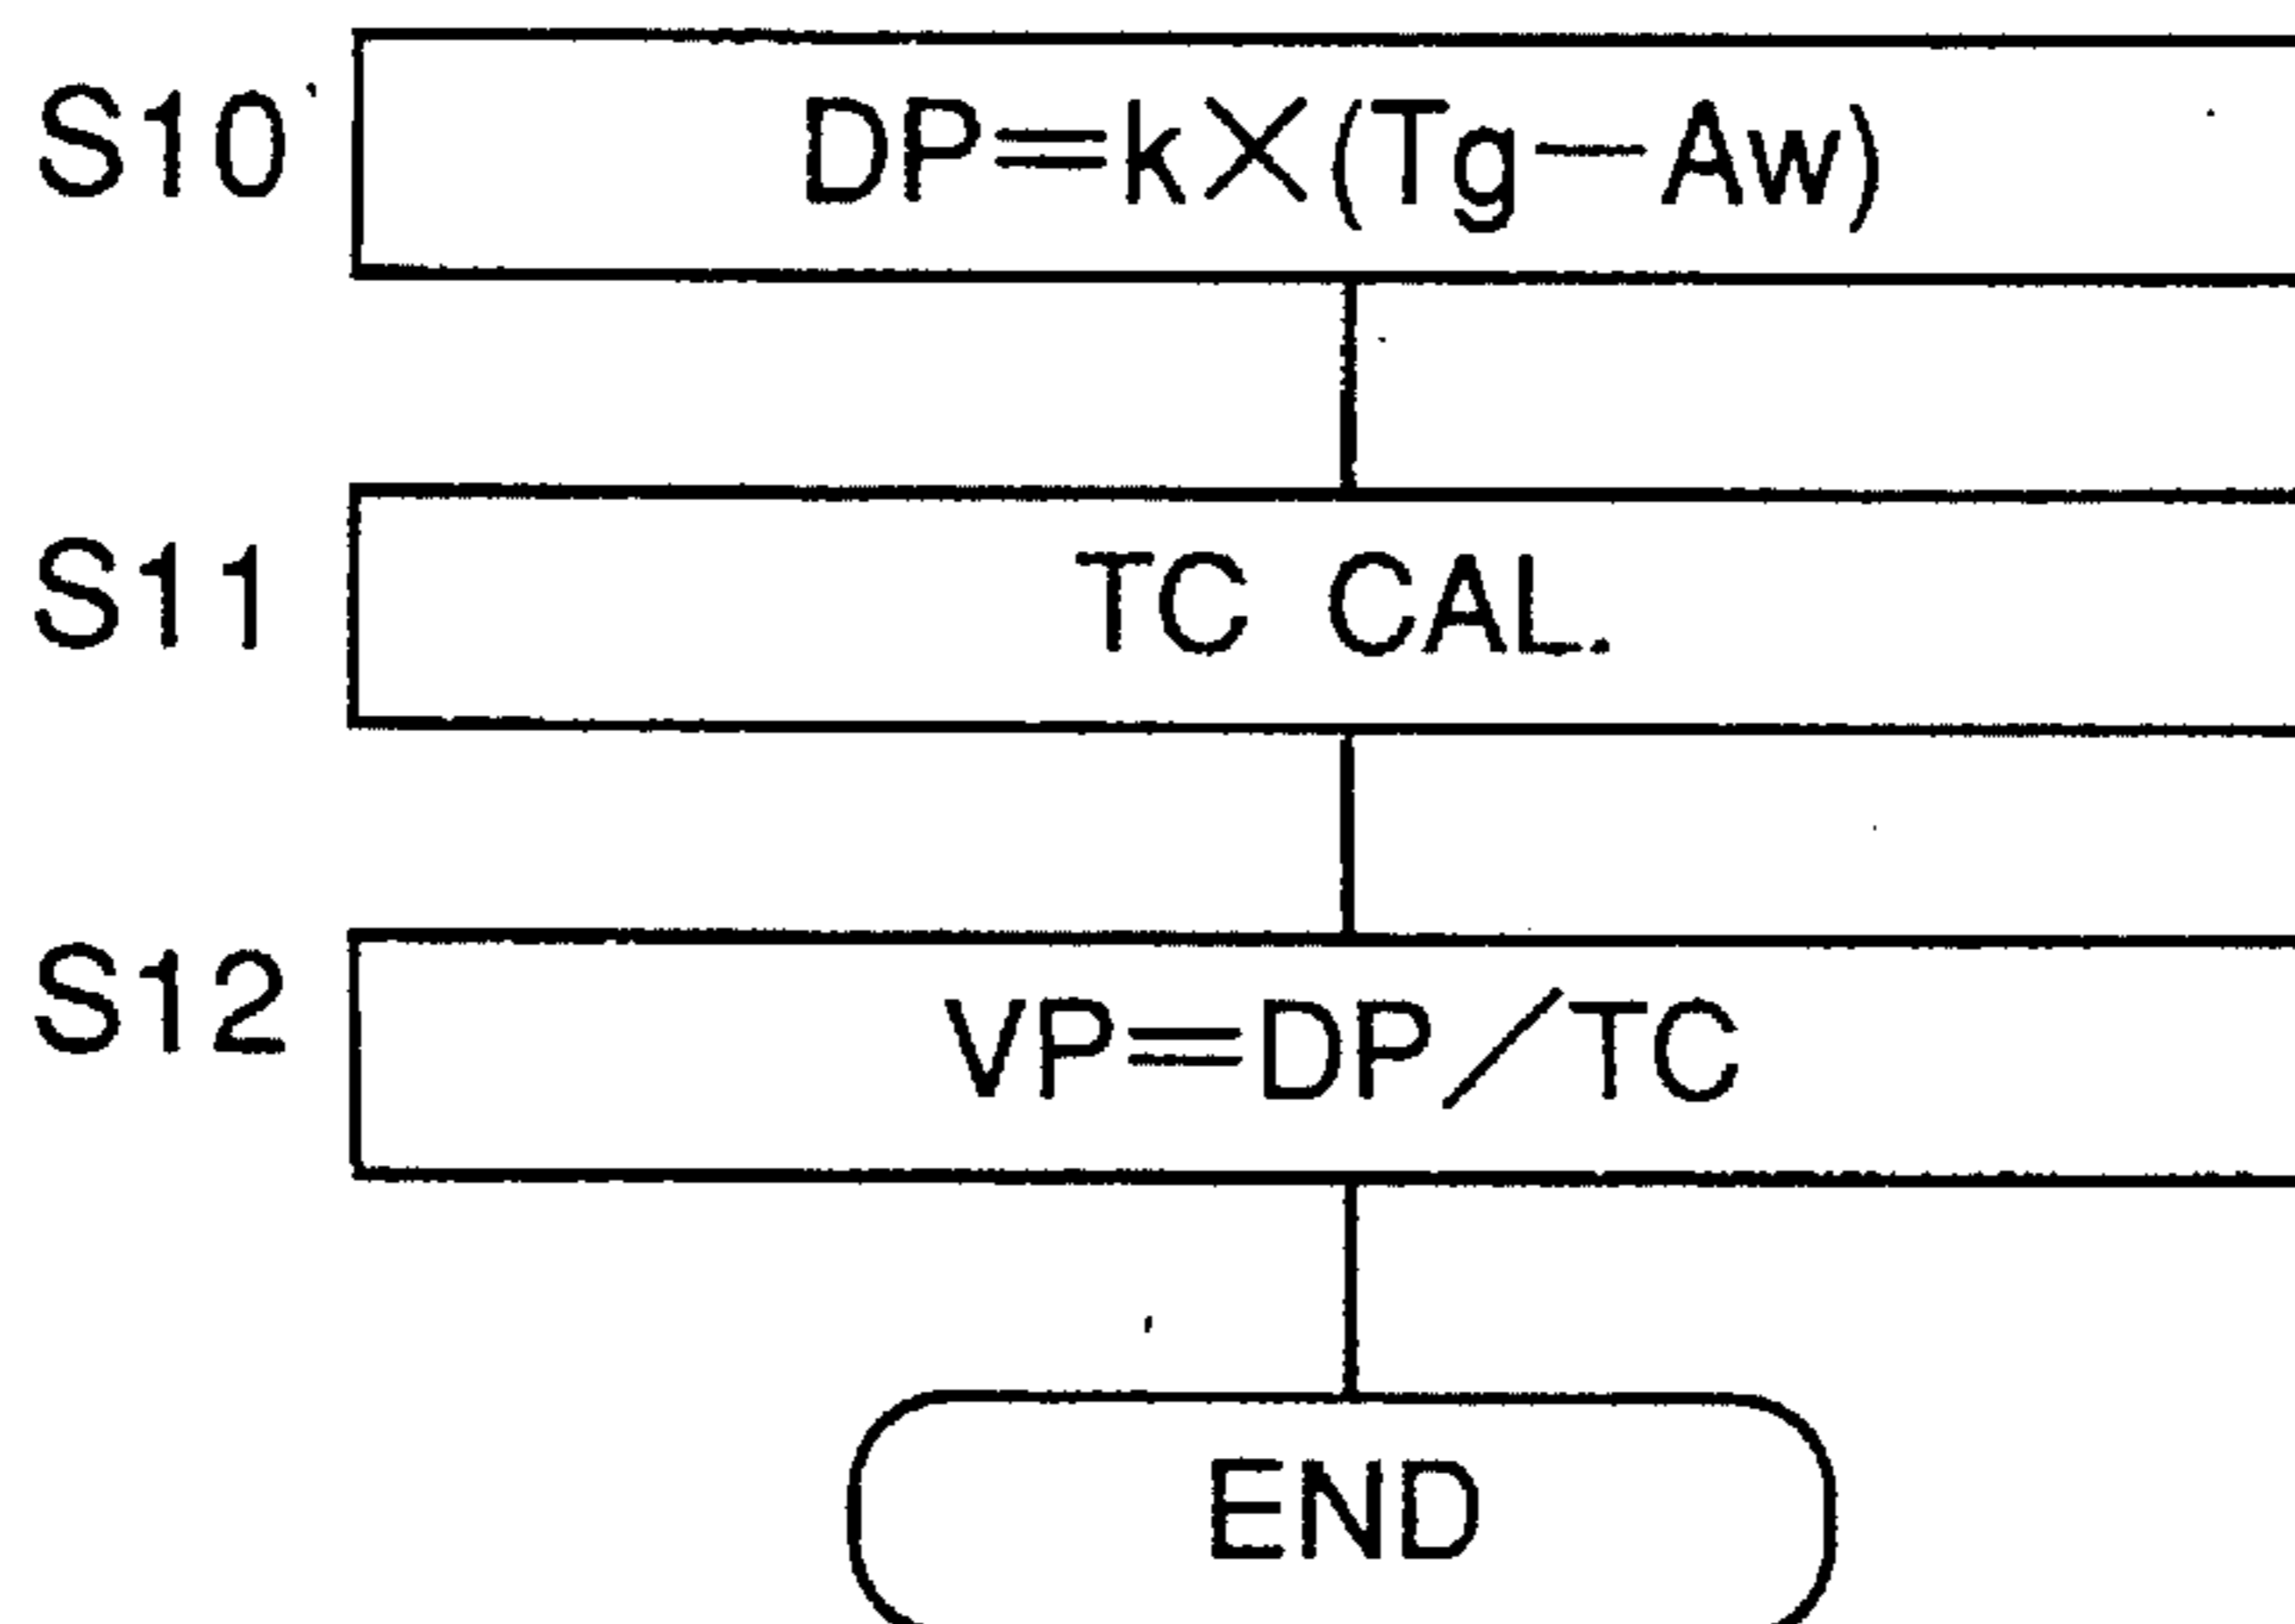 S10 DP=k×(Tg−Aw)
S11 TC CAL.
S12 VP=DP/TC
END